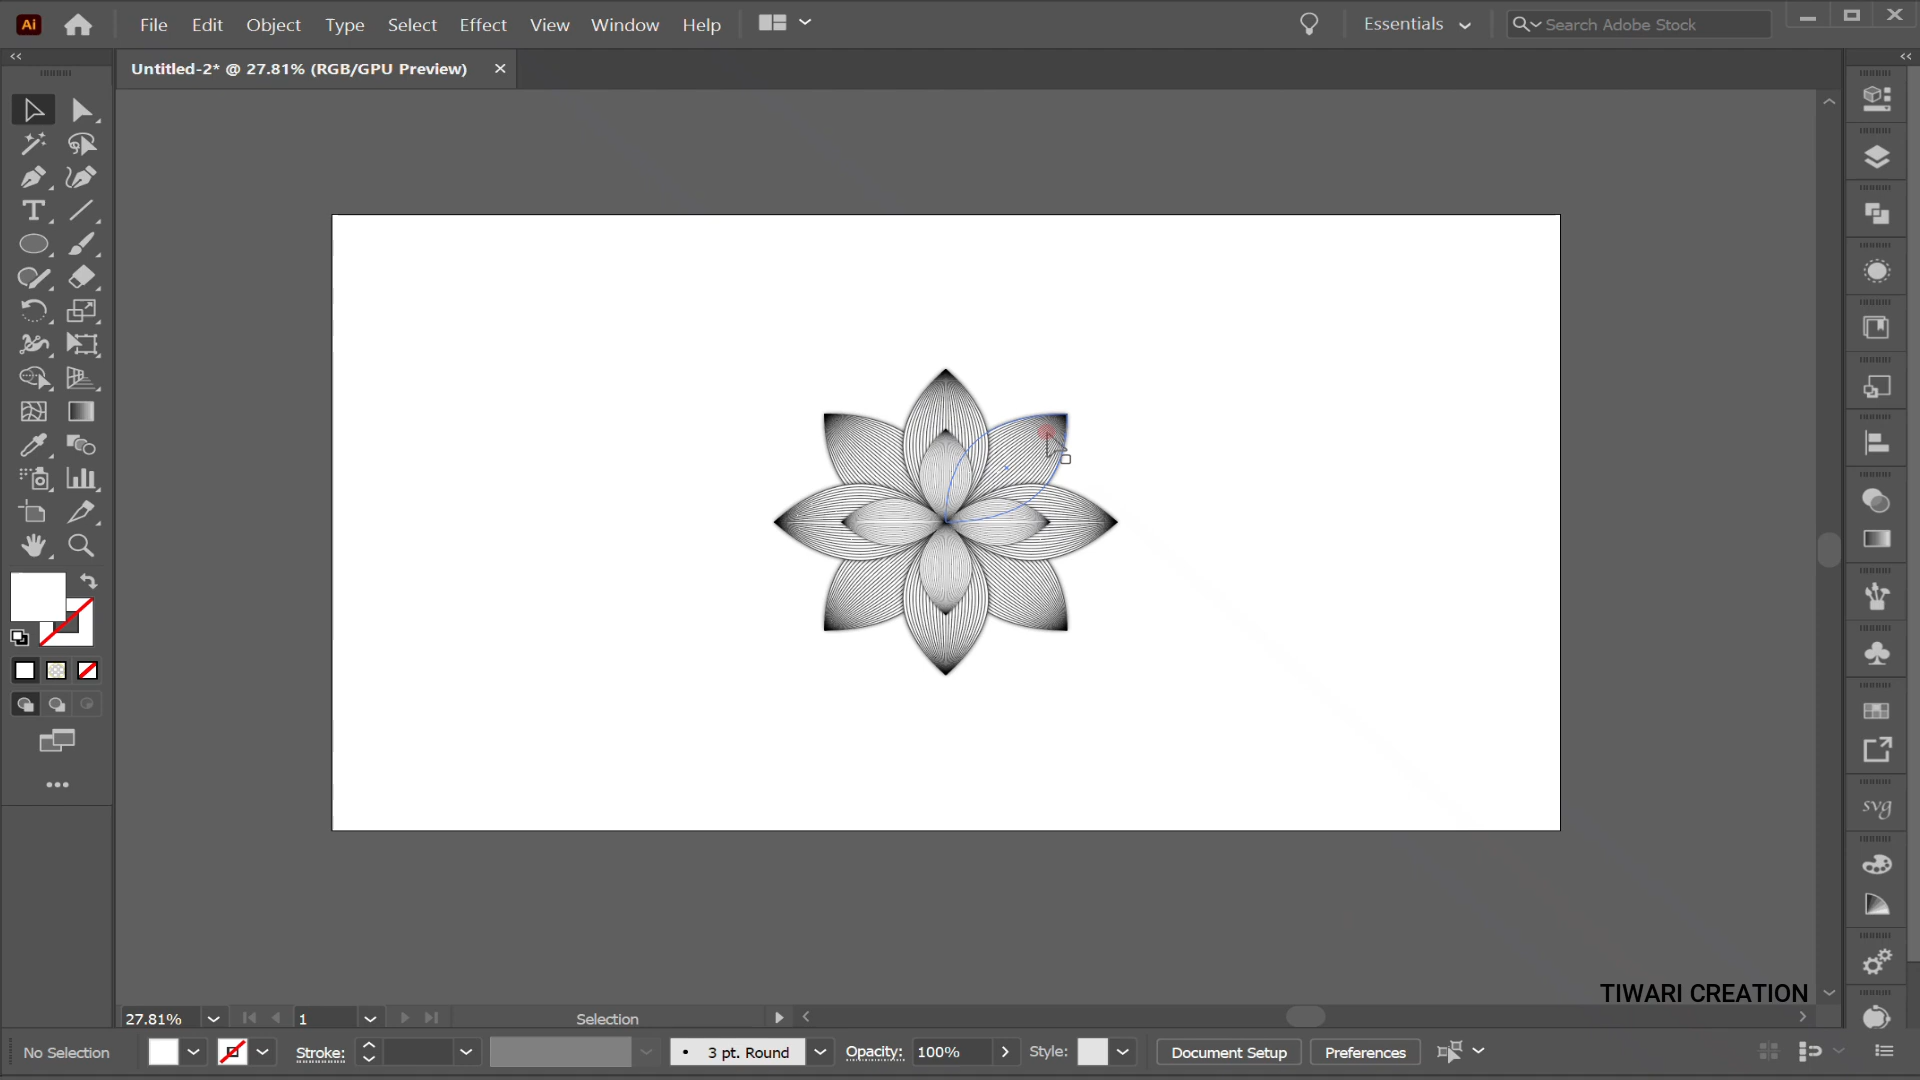 Ai File Edit Object Type Select Effect View Window Help Essentials Search Adobe Stock
Untitled-2* @ 27.81% (RGB/GPU Preview)
svg
TIWARI CREATION
27.81% 1 Selection
No Selection Stroke: 3 pt. Round Opacity: 100% Style: Document Setup Preferences